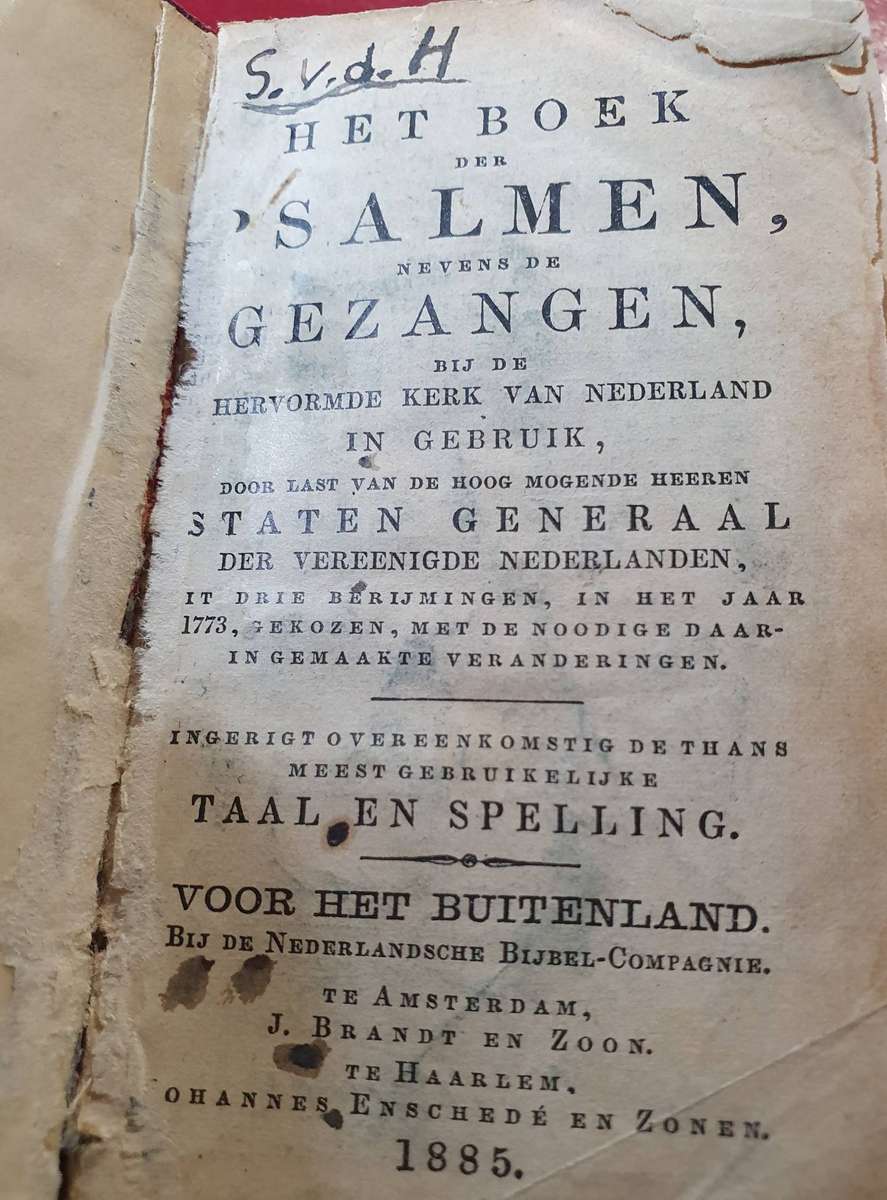 S.v.d.H
HET BOEK
DER
PSALMEN,
NEVENS DE
GEZANGEN,
BIJ DE
HERVORMDE KERK VAN NEDERLAND
IN GEBRUIK,
DOOR LAST VAN DE HOOG MOGENDE HEEREN
STATEN GENERAAL
DER VEREENIGDE NEDERLANDEN,
IT DRIE BERIJMINGEN, IN HET JAAR
1773, GEKOZEN, MET DE NOODIGE DAAR-
IN GEMAAKTE VERANDERINGEN.
INGERIGT OVEREENKOMSTIG DE THANS
MEEST GEBRUIKELIJKE
TAAL EN SPELLING.
VOOR HET BUITENLAND.
BIJ DE NEDERLANDSCHE BIJBEL-COMPAGNIE.
TE AMSTERDAM,
J. BRANDT EN ZOON.
TE HAARLEM,
OHANNES ENSCHEDÉ EN ZONEN.
1885.